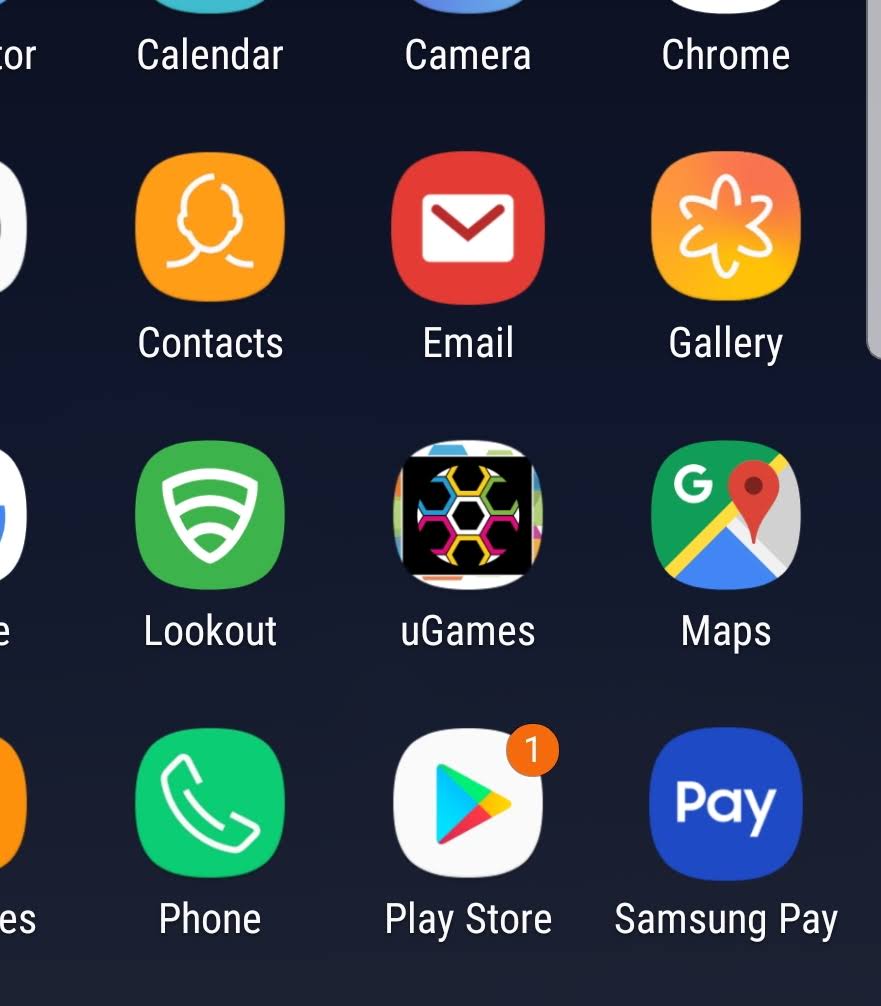 tor Calendar Camera Chrome
Contacts Email Gallery
G
e Lookout uGames Maps
1
Pay
es Phone Play Store Samsung Pay